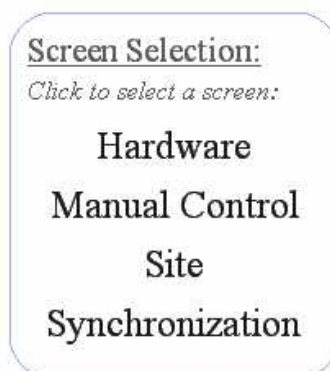 Screen Selection:
Click to select a screen:
Hardware
Manual Control
Site
Synchronization